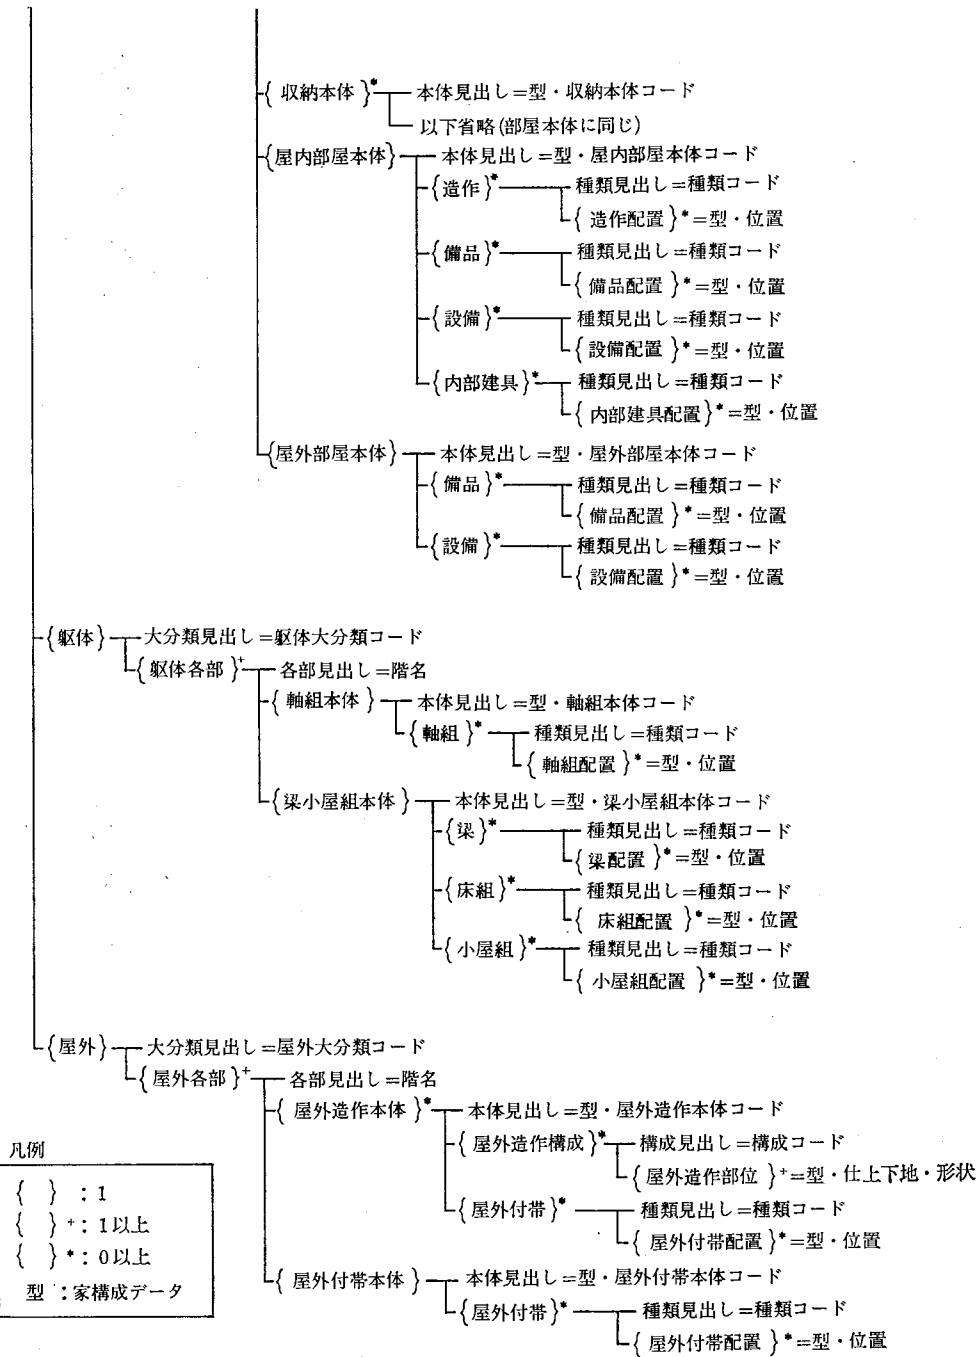 { 収納本体 }* 本体見出し=型・収納本体コード
以下省略(部屋本体に同じ)
{屋内部屋本体} 本体見出し=型・屋内部屋本体コード
{造作}* 種類見出し=種類コード
{ 造作配置 }*=型・位置
{備品}* 種類見出し=種類コード
{ 備品配置 }*=型・位置
{設備}* 種類見出し=種類コード
{設備配置 }*=型・位置
{内部建具}* 種類見出し=種類コード
{ 内部建具配置}*=型・位置
{屋外部屋本体} 本体見出し=型・屋外部屋本体コード
{備品}* 種類見出し=種類コード
{ 備品配置 }*=型・位置
{設備}* 種類見出し=種類コード
{設備配置 }*=型・位置
{躯体} 大分類見出し=躯体大分類コード
{躯体各部 }+ 各部見出し=階名
{ 軸組本体 } 本体見出し=型・軸組本体コード
{軸組 }* 種類見出し=種類コード
{ 軸組配置 }*=型・位置
{梁小屋組本体 } 本体見出し=型・梁小屋組本体コード
{梁}* 種類見出し=種類コード
{ 梁配置 }*=型・位置
{床組}* 種類見出し=種類コード
{ 床組配置 }*=型・位置
{小屋組 }* 種類見出し=種類コード
{ 小屋組配置 }*=型・位置
{屋外} 大分類見出し=屋外大分類コード
{屋外各部 }+ 各部見出し=階名
{ 屋外造作本体 }* 本体見出し=型・屋外造作本体コード
{ 屋外造作構成 }* 構成見出し=構成コード
{屋外造作部位 }+=型・仕上下地・形状
{屋外付帯 }* 種類見出し=種類コード
{ 屋外付帯配置 }*=型・位置
{ 屋外付帯本体 } 本体見出し=型・屋外付帯本体コード
{屋外付帯}* 種類見出し=種類コード
{屋外付帯配置 }*=型・位置
凡例
{ } :1
{ }+:1以上
{ }*:0以上
型:家構成データ